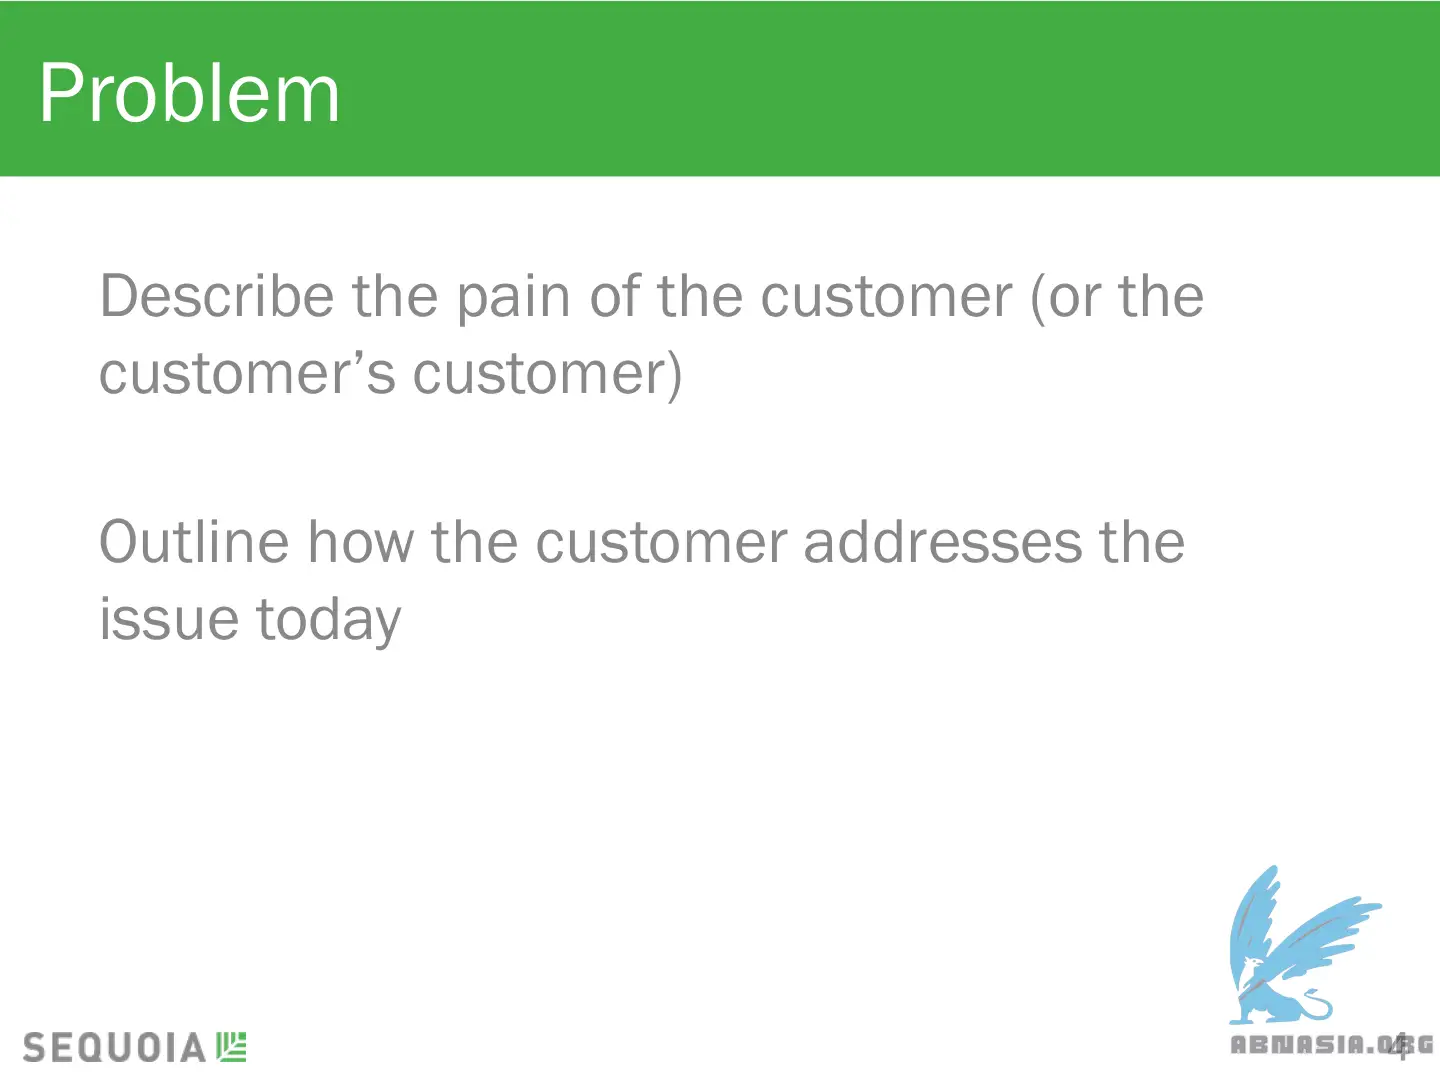 Problem
Describe the pain of the customer (or the
customer’s customer)
Outline how the customer addresses the
issue today
SEQUOIA
ABNASIA.ORG
4